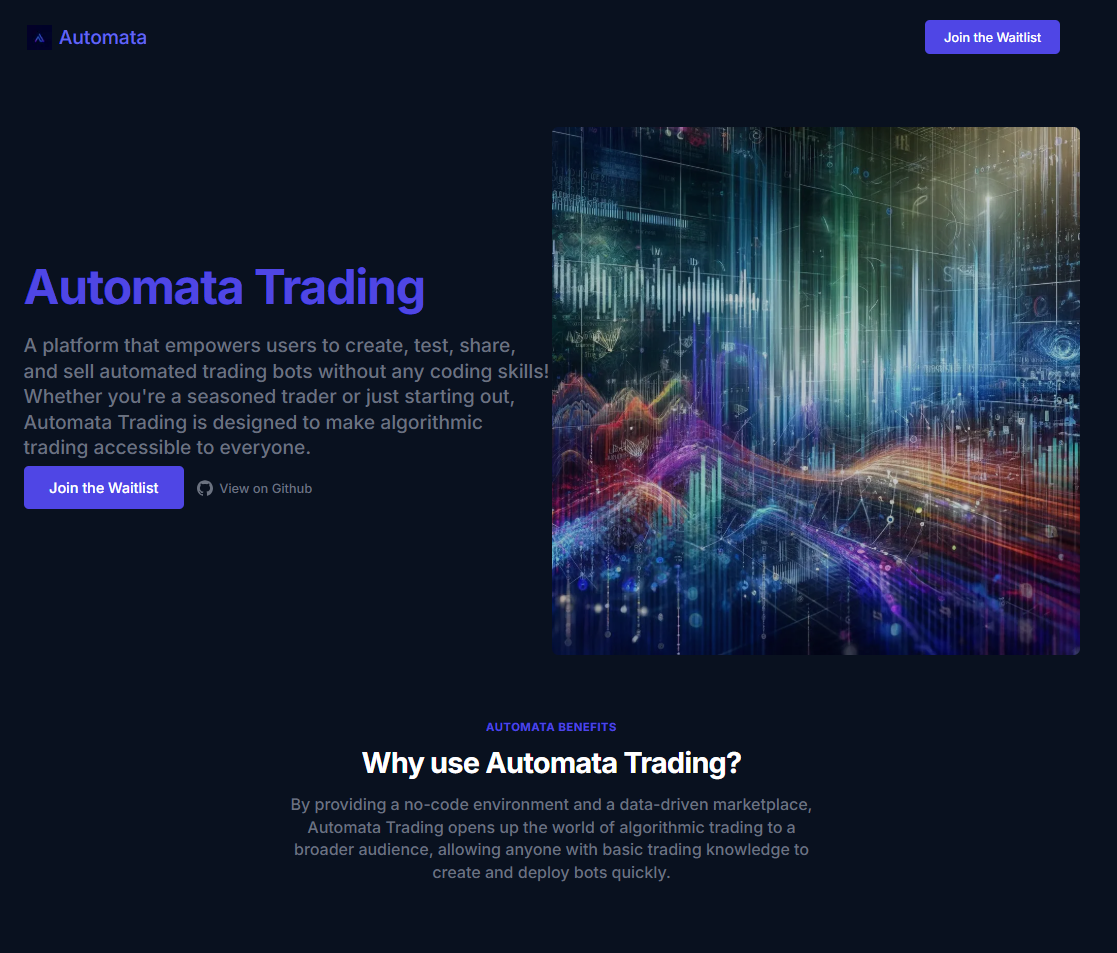 Automata
Join the Waitlist
Automata Trading
A platform that empowers users to create, test, share,
and sell automated trading bots without any coding skills!
Whether you're a seasoned trader or just starting out,
Automata Trading is designed to make algorithmic
trading accessible to everyone.
Join the Waitlist
View on Github
AUTOMATA BENEFITS
Why use Automata Trading?
By providing a no-code environment and a data-driven marketplace,
Automata Trading opens up the world of algorithmic trading to a
broader audience, allowing anyone with basic trading knowledge to
create and deploy bots quickly.